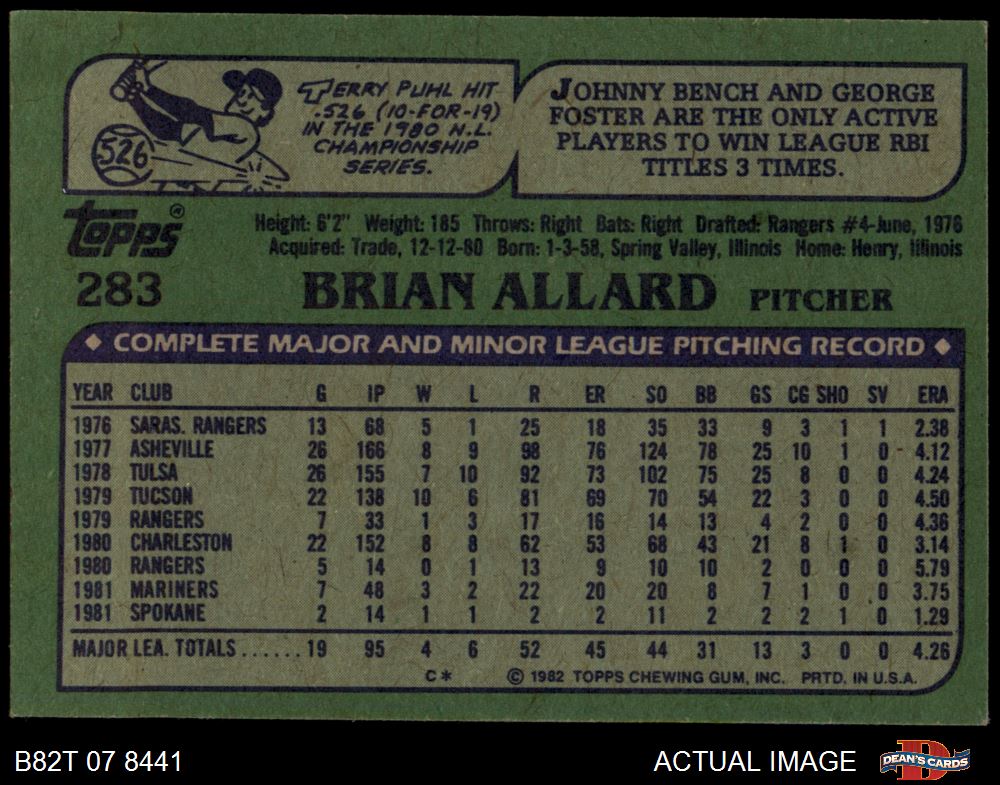 TERRY PUHL HIT
.526 (10-FOR-19)
IN THE 1980 N.L.
CHAMPIONSHIP
SERIES.
.526
JOHNNY BENCH AND GEORGE
FOSTER ARE THE ONLY ACTIVE
PLAYERS TO WIN LEAGUE RBI
TITLES 3 TIMES.
topps®
Height: 6'2" Weight: 185 Throws: Right Bats: Right Drafted: Rangers #4-June, 1976
Acquired: Trade, 12-12-80 Born: 1-3-58, Spring Valley, Illinois Home: Henry, Illinois
283 BRIAN ALLARD PITCHER
◆ COMPLETE MAJOR AND MINOR LEAGUE PITCHING RECORD ◆
YEAR CLUB G IP W L R ER SO BB GS CG SHO SV ERA
1976 SARAS. RANGERS 13 68 5 1 25 18 35 33 9 3 1 1 2.38
1977 ASHEVILLE 26 166 8 9 98 76 124 78 25 10 1 0 4.12
1978 TULSA 26 155 7 10 92 73 102 75 25 8 0 0 4.24
1979 TUCSON 22 138 10 6 81 69 70 54 22 3 0 0 4.50
1979 RANGERS 7 33 1 3 17 16 14 13 4 2 0 0 4.36
1980 CHARLESTON 22 152 8 8 62 53 68 43 21 8 1 0 3.14
1980 RANGERS 5 14 0 1 13 9 10 10 2 0 0 0 5.79
1981 MARINERS 7 48 3 2 22 20 20 8 7 1 0 0 3.75
1981 SPOKANE 2 14 1 1 2 2 11 2 2 2 1 0 1.29
MAJOR LEA. TOTALS......19 95 4 6 52 45 44 31 13 3 0 0 4.26
C* © 1982 TOPPS CHEWING GUM, INC. PRTD. IN U.S.A.
B82T 07 8441 ACTUAL IMAGE D DEAN'S CARDS